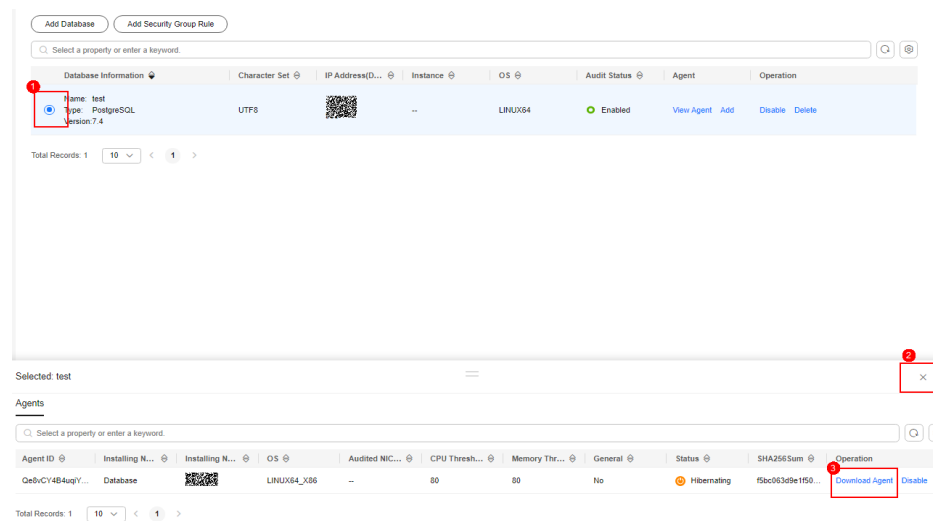 Add Database Add Security Group Rule
Select a property or enter a keyword.
Database Information Character Set IP Address(D... Instance OS Audit Status Agent Operation
1
Name: test
Type: PostgreSQL UTF8 -- LINUX64 Enabled View Agent Add Disable Delete
Version:7.4
Total Records: 1 10 < 1 >
2
Selected: test
Agents
Select a property or enter a keyword.
Agent ID Installing N... Installing N... OS Audited NIC... CPU Thresh... Memory Thr... General Status SHA256Sum Operation
3
Qe8vCY4B4uqiY... Database LINUX64_X86 -- 80 80 No Hibernating f5bc063d9e1f50... Download Agent Disable
Total Records: 1 10 < 1 >